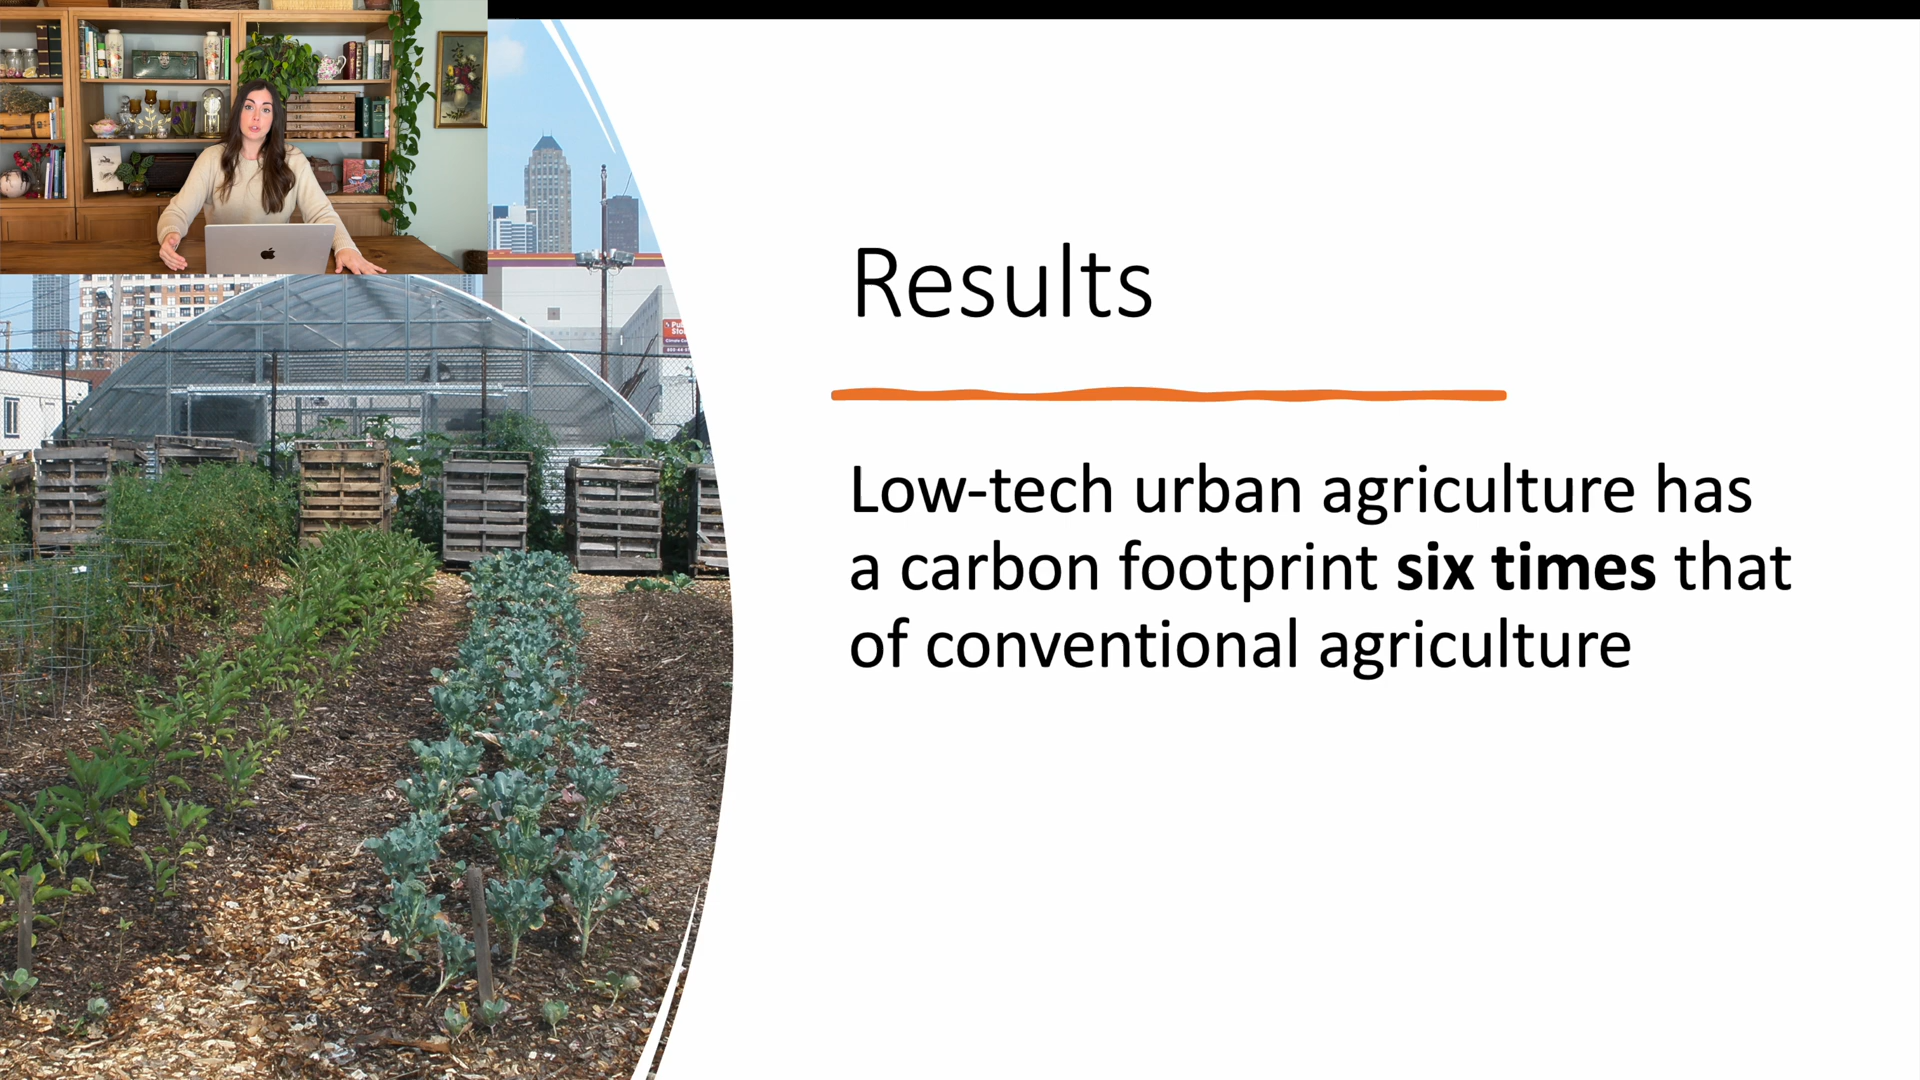 Results
Low-tech urban agriculture has
a carbon footprint six times that
of conventional agriculture